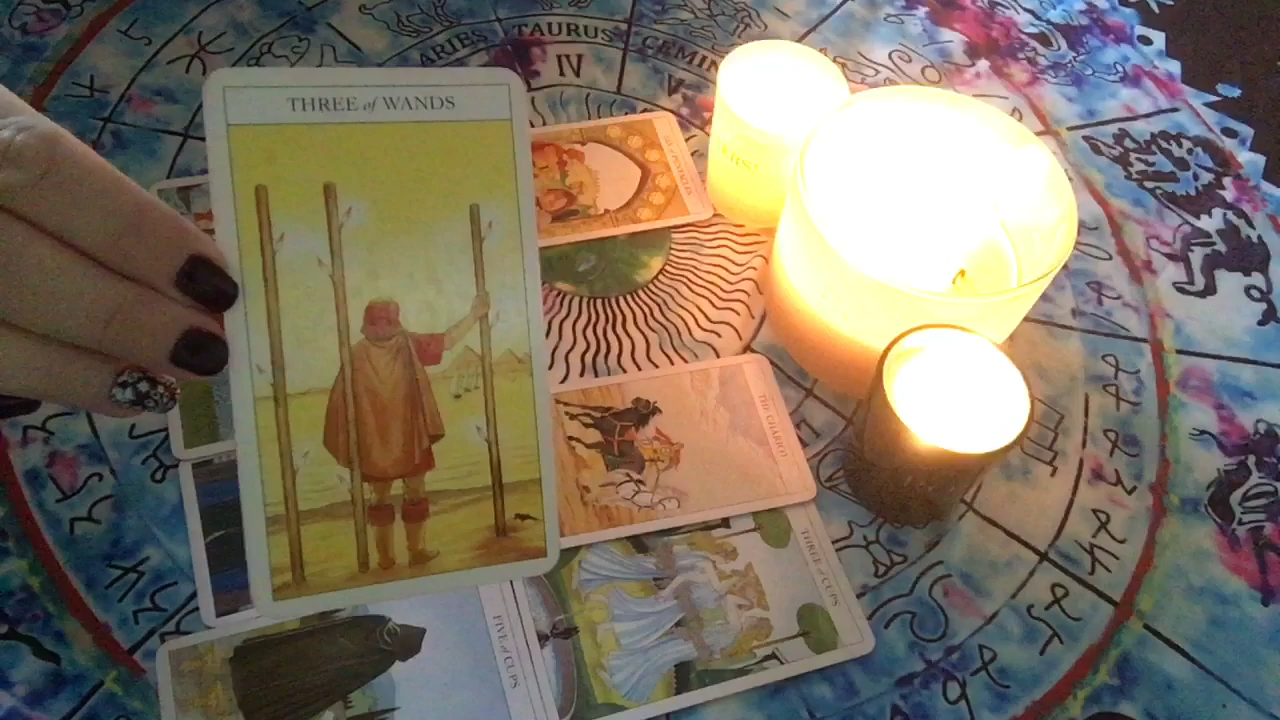 ARIES TAURUS GEMINI
IV
V
THREE of WANDS
THE CHARIOT
THREE of CUPS
FIVE of CUPS